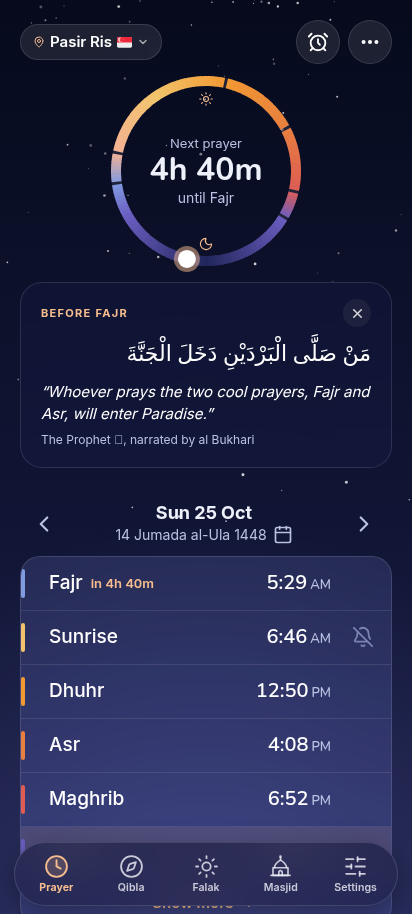 Pasir Ris
Next prayer
4h 40m
until Fajr
BEFORE FAJR
مَنْ صَلَّى الْبَرْدَيْنِ دَخَلَ الْجَنَّةَ
“Whoever prays the two cool prayers, Fajr and
Asr, will enter Paradise.”
The Prophet, narrated by al Bukhari
Sun 25 Oct
14 Jumada al-Ula 1448
Fajr in 4h 40m 5:29 AM
Sunrise 6:46 AM
Dhuhr 12:50 PM
Asr 4:08 PM
Maghrib 6:52 PM
Prayer Qibla Falak Masjid Settings